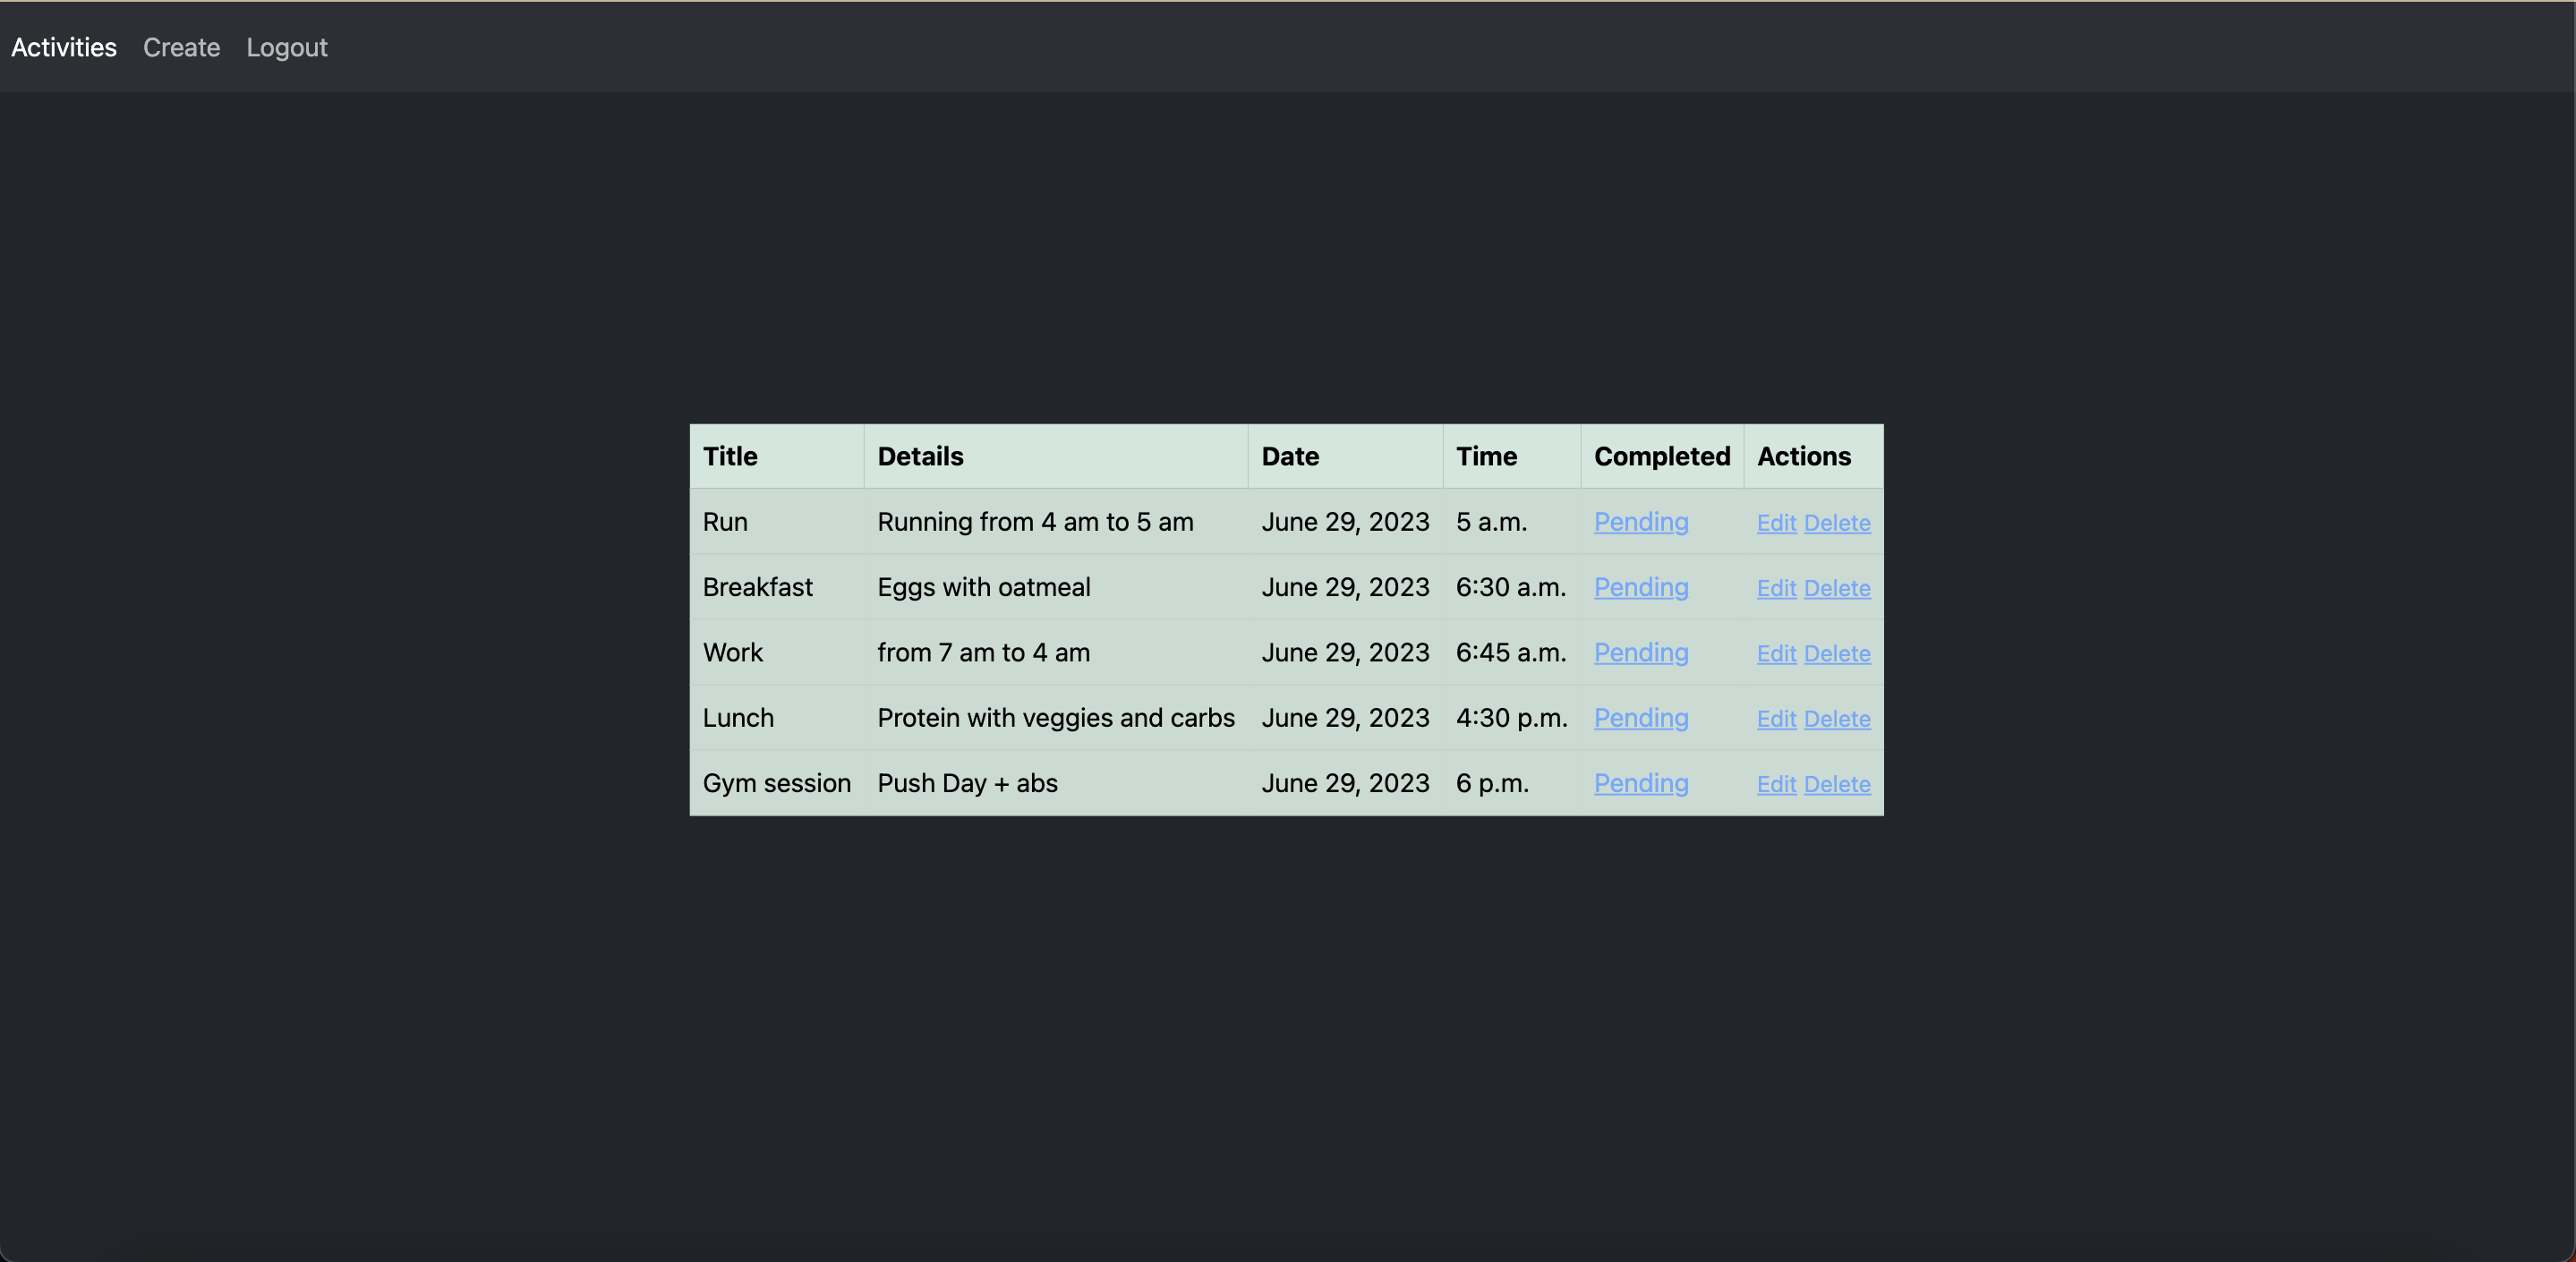 Activities Create Logout
Title Details Date Time Completed Actions
Run Running from 4 am to 5 am June 29, 2023 5 a.m. Pending Edit Delete
Breakfast Eggs with oatmeal June 29, 2023 6:30 a.m. Pending Edit Delete
Work from 7 am to 4 am June 29, 2023 6:45 a.m. Pending Edit Delete
Lunch Protein with veggies and carbs June 29, 2023 4:30 p.m. Pending Edit Delete
Gym session Push Day + abs June 29, 2023 6 p.m. Pending Edit Delete